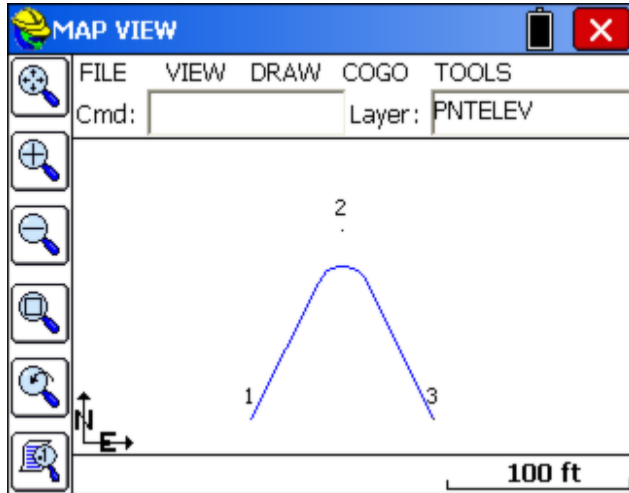 MAP VIEW
FILE VIEW DRAW COGO TOOLS
Cmd: Layer: PNTELEV
2
1 3
N
E
100 ft